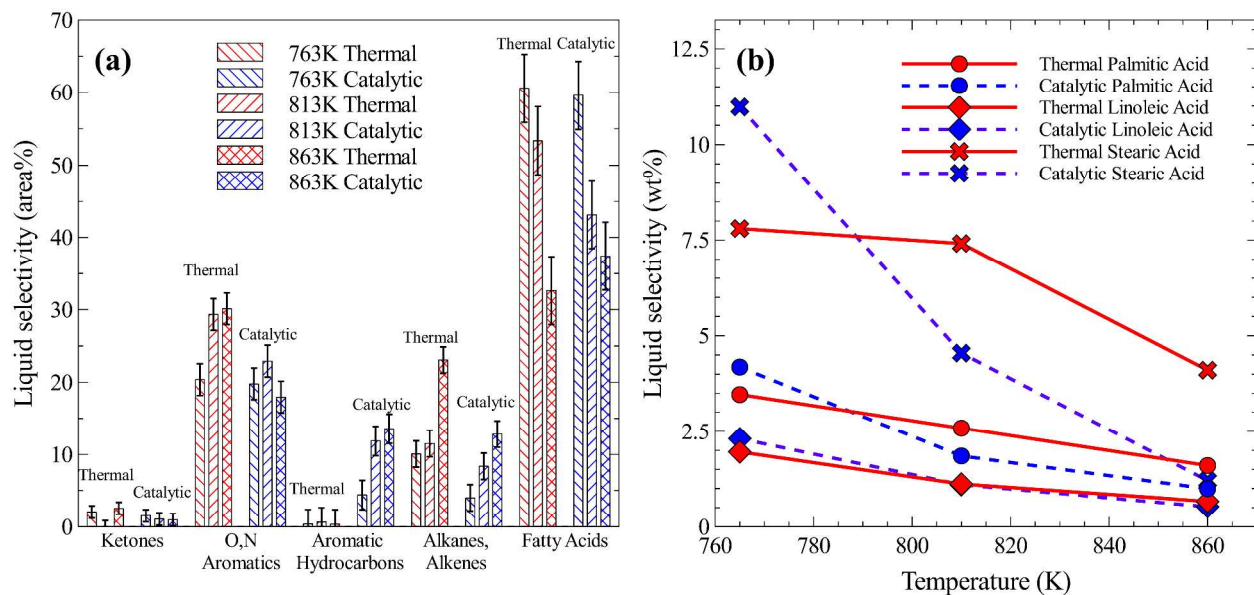 (a)
763K Thermal
763K Catalytic
813K Thermal
813K Catalytic
863K Thermal
863K Catalytic
Liquid selectivity (area%)
70
60
50
40
30
20
10
0
Thermal
Catalytic
Thermal
Catalytic
Thermal
Catalytic
Thermal
Catalytic
Thermal
Catalytic
Ketones
O,N
Aromatics
Aromatic
Hydrocarbons
Alkanes,
Alkenes
Fatty Acids
(b)
Thermal Palmitic Acid
Catalytic Palmitic Acid
Thermal Linoleic Acid
Catalytic Linoleic Acid
Thermal Stearic Acid
Catalytic Stearic Acid
Liquid selectivity (wt%)
12.5
10
7.5
5
2.5
0
760
780
800
820
840
860
Temperature (K)